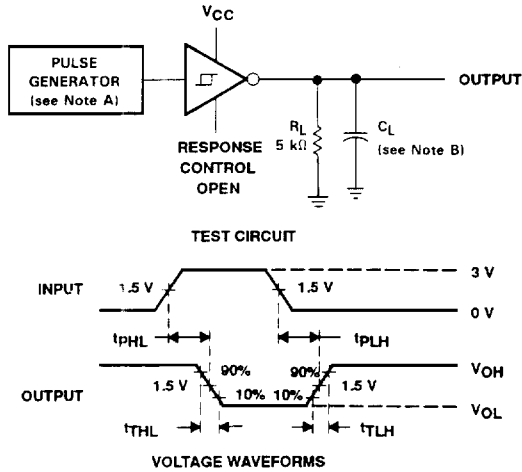 VCC
PULSE
GENERATOR
(see Note A)
OUTPUT
RESPONSE
CONTROL
OPEN
RL
5 kΩ
CL
(see Note B)
TEST CIRCUIT
INPUT
1.5 V
1.5 V
3 V
0 V
tPHL
tPLH
OUTPUT
1.5 V
90%
10%
10%
90%
1.5 V
VOH
VOL
tTHL
tTLH
VOLTAGE WAVEFORMS